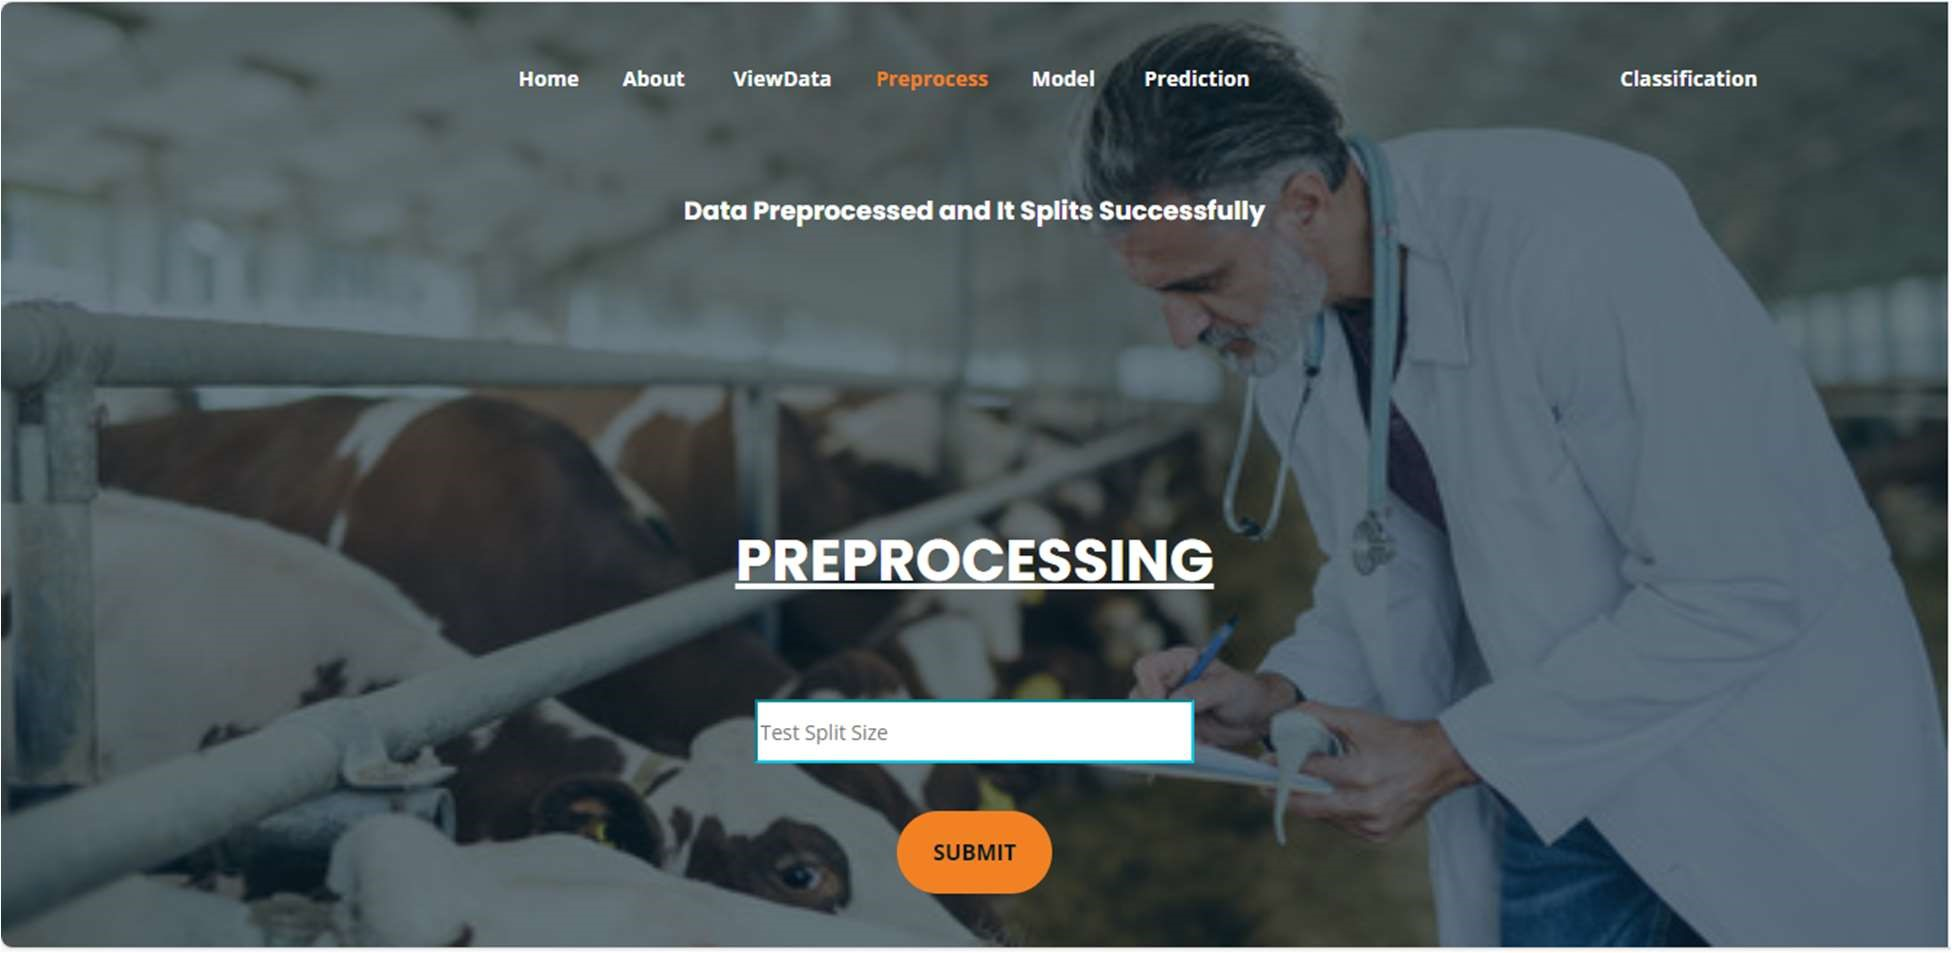 Home About ViewData Preprocess Model Prediction Classification
Data Preprocessed and It Splits Successfully
PREPROCESSING
Test Split Size
SUBMIT